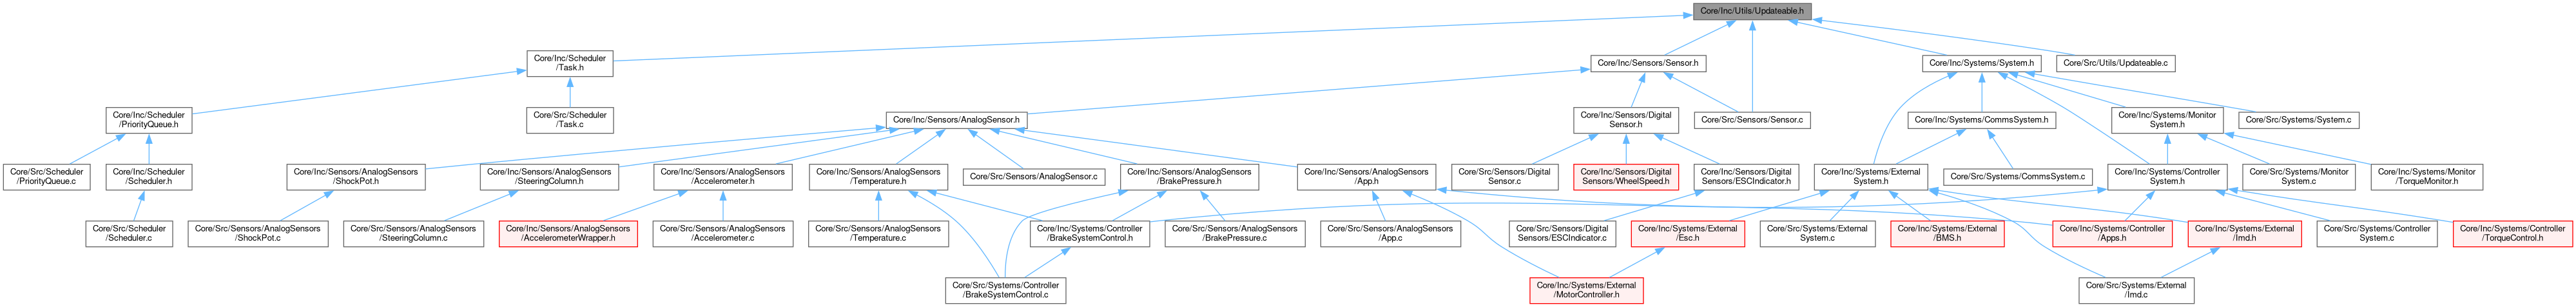 Core/Inc/Utils/Updateable.h
Core/Inc/Scheduler
/Task.h
Core/Inc/Sensors/Sensor.h
Core/Inc/Systems/System.h
Core/Src/Utils/Updateable.c
Core/Inc/Scheduler
/PriorityQueue.h
Core/Src/Scheduler
/Task.c
Core/Inc/Sensors/AnalogSensor.h
Core/Inc/Sensors/Digital
Sensor.h
Core/Src/Sensors/Sensor.c
Core/Inc/Systems/CommsSystem.h
Core/Inc/Systems/Monitor
System.h
Core/Src/Systems/System.c
Core/Src/Scheduler
/PriorityQueue.c
Core/Inc/Scheduler
/Scheduler.h
Core/Inc/Sensors/AnalogSensors
/ShockPot.h
Core/Inc/Sensors/AnalogSensors
/SteeringColumn.h
Core/Inc/Sensors/AnalogSensors
/Accelerometer.h
Core/Inc/Sensors/AnalogSensors
/Temperature.h
Core/Src/Sensors/AnalogSensor.c
Core/Inc/Sensors/AnalogSensors
/BrakePressure.h
Core/Inc/Sensors/AnalogSensors
/App.h
Core/Src/Sensors/Digital
Sensor.c
Core/Inc/Sensors/Digital
Sensors/WheelSpeed.h
Core/Inc/Sensors/Digital
Sensors/ESCIndicator.h
Core/Inc/Systems/External
System.h
Core/Src/Systems/CommsSystem.c
Core/Inc/Systems/Controller
System.h
Core/Src/Systems/Monitor
System.c
Core/Inc/Systems/Monitor
/TorqueMonitor.h
Core/Src/Scheduler
/Scheduler.c
Core/Src/Sensors/AnalogSensors
/ShockPot.c
Core/Src/Sensors/AnalogSensors
/SteeringColumn.c
Core/Inc/Sensors/AnalogSensors
/AccelerometerWrapper.h
Core/Src/Sensors/AnalogSensors
/Accelerometer.c
Core/Src/Sensors/AnalogSensors
/Temperature.c
Core/Inc/Systems/Controller
/BrakeSystemControl.h
Core/Src/Sensors/AnalogSensors
/BrakePressure.c
Core/Src/Sensors/AnalogSensors
/App.c
Core/Src/Sensors/Digital
Sensors/ESCIndicator.c
Core/Inc/Systems/External
/Esc.h
Core/Src/Systems/External
System.c
Core/Inc/Systems/External
/BMS.h
Core/Inc/Systems/Controller
/Apps.h
Core/Inc/Systems/External
/Imd.h
Core/Src/Systems/Controller
System.c
Core/Inc/Systems/Controller
/TorqueControl.h
Core/Src/Systems/Controller
/BrakeSystemControl.c
Core/Inc/Systems/External
/MotorController.h
Core/Src/Systems/External
/Imd.c